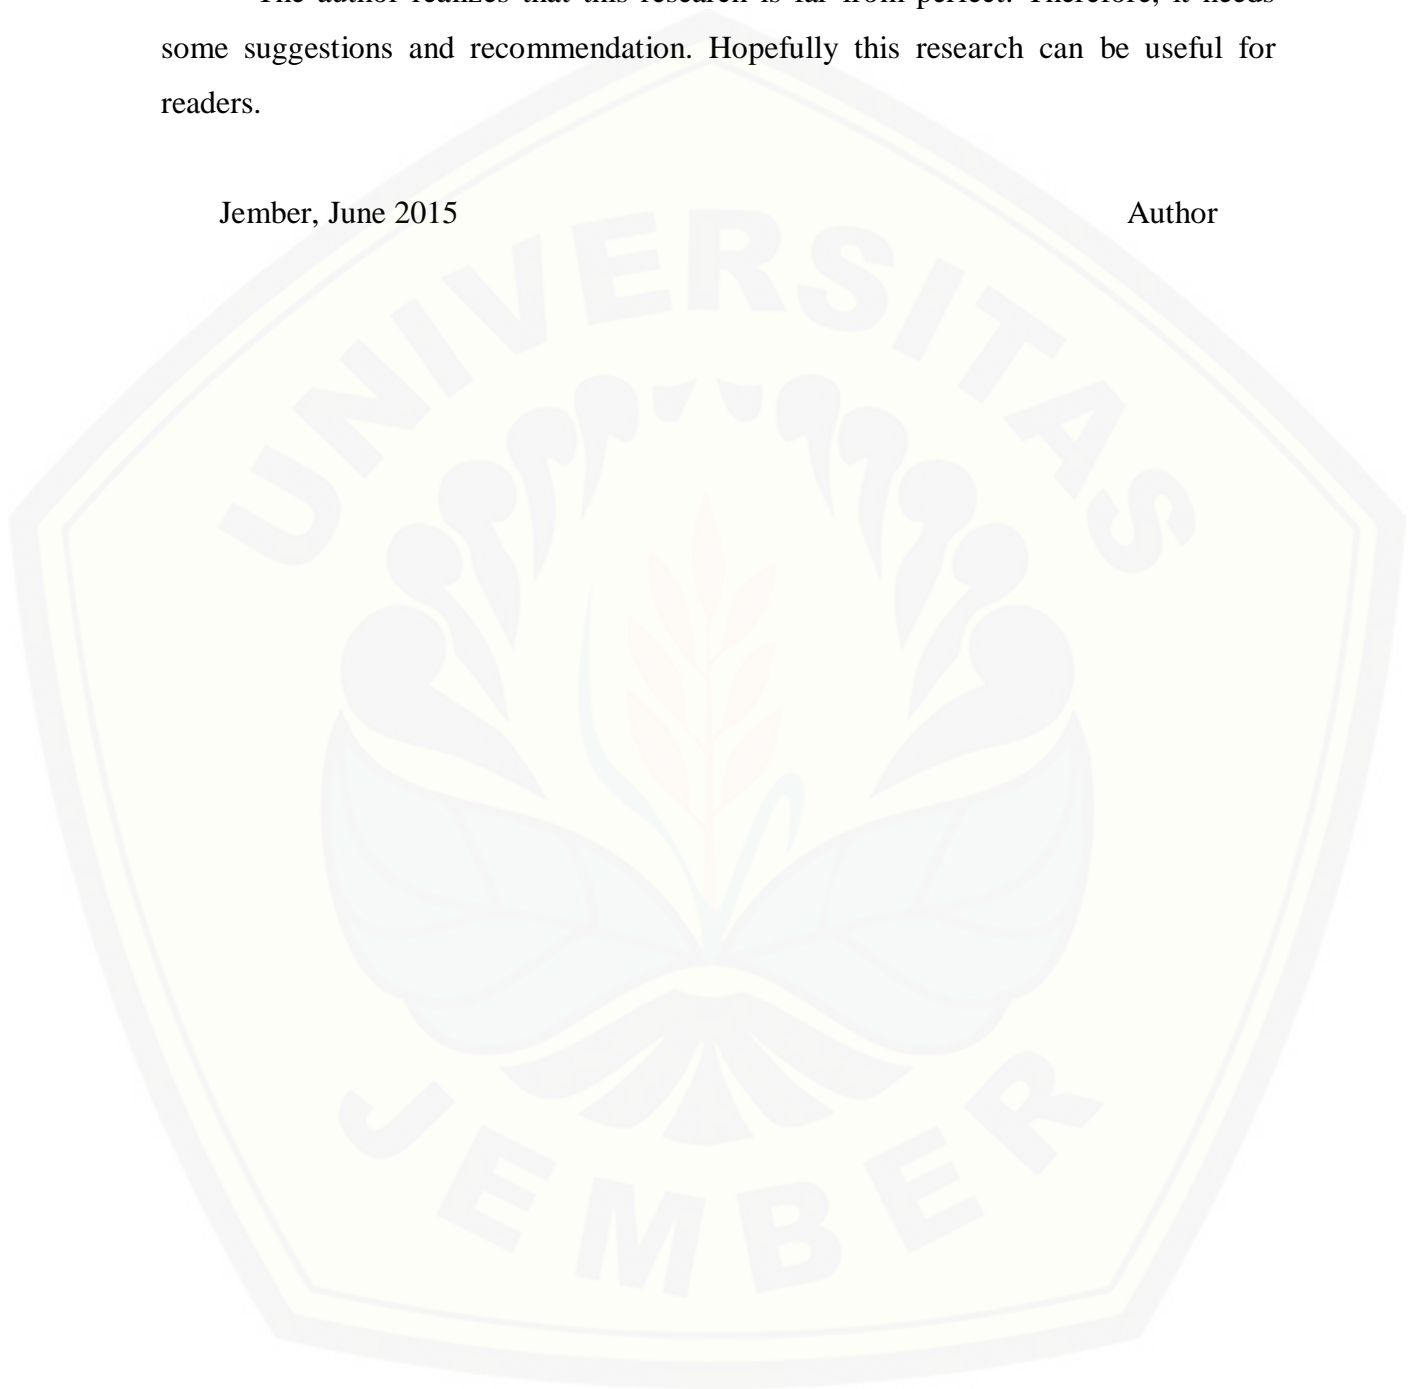 The author realizes that this research is far from perfect. Therefore, it needs
some suggestions and recommendation. Hopefully this research can be useful for
readers.
Jember, June 2015 Author
UNIVERSITAS
JEMBER